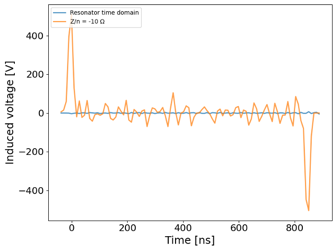 Resonator time domain
Z/n = -10 Ω
Induced voltage [V]
400
200
0
−200
−400
0
200
400
600
800
Time [ns]